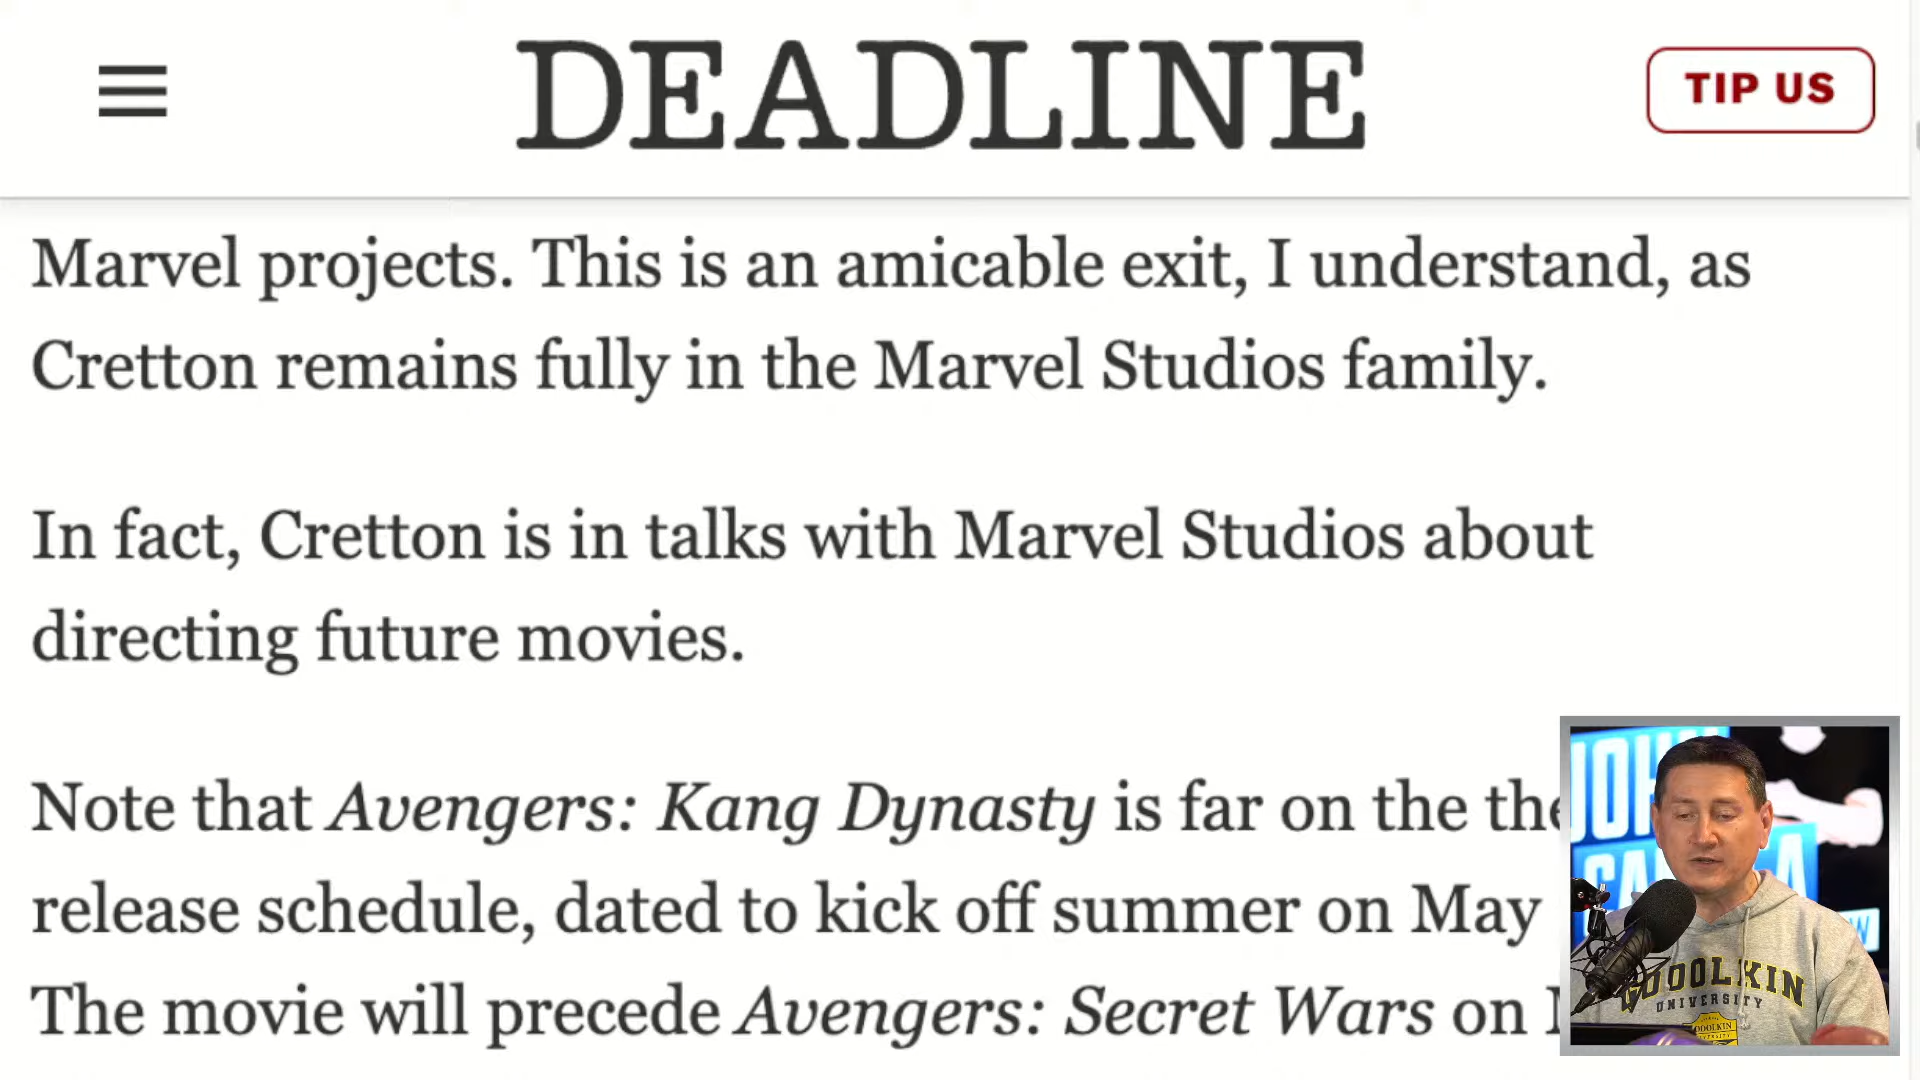 DEADLINE
TIP US
Marvel projects. This is an amicable exit, I understand, as
Cretton remains fully in the Marvel Studios family.
In fact, Cretton is in talks with Marvel Studios about
directing future movies.
Note that Avengers: Kang Dynasty is far on the
release schedule, dated to kick off summer on May
The movie will precede Avengers: Secret Wars on
GODOLKIN
UNIVERSITY